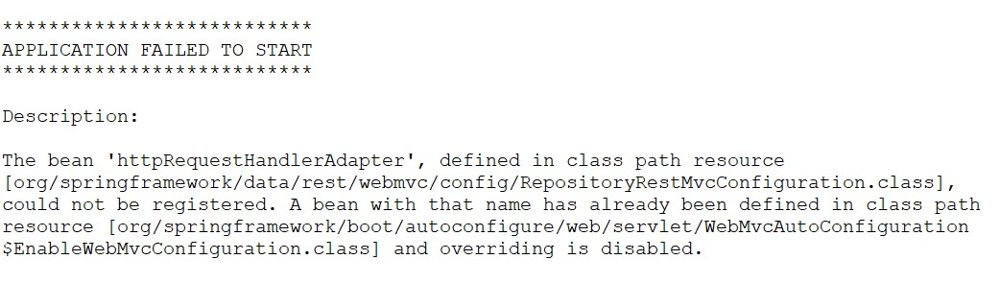 ***************************
APPLICATION FAILED TO START
***************************
Description:
The bean 'httpRequestHandlerAdapter', defined in class path resource
[org/springframework/data/rest/webmvc/config/RepositoryRestMvcConfiguration.class],
could not be registered. A bean with that name has already been defined in class path
resource [org/springframework/boot/autoconfigure/web/servlet/WebMvcAutoConfiguration
$EnableWebMvcConfiguration.class] and overriding is disabled.